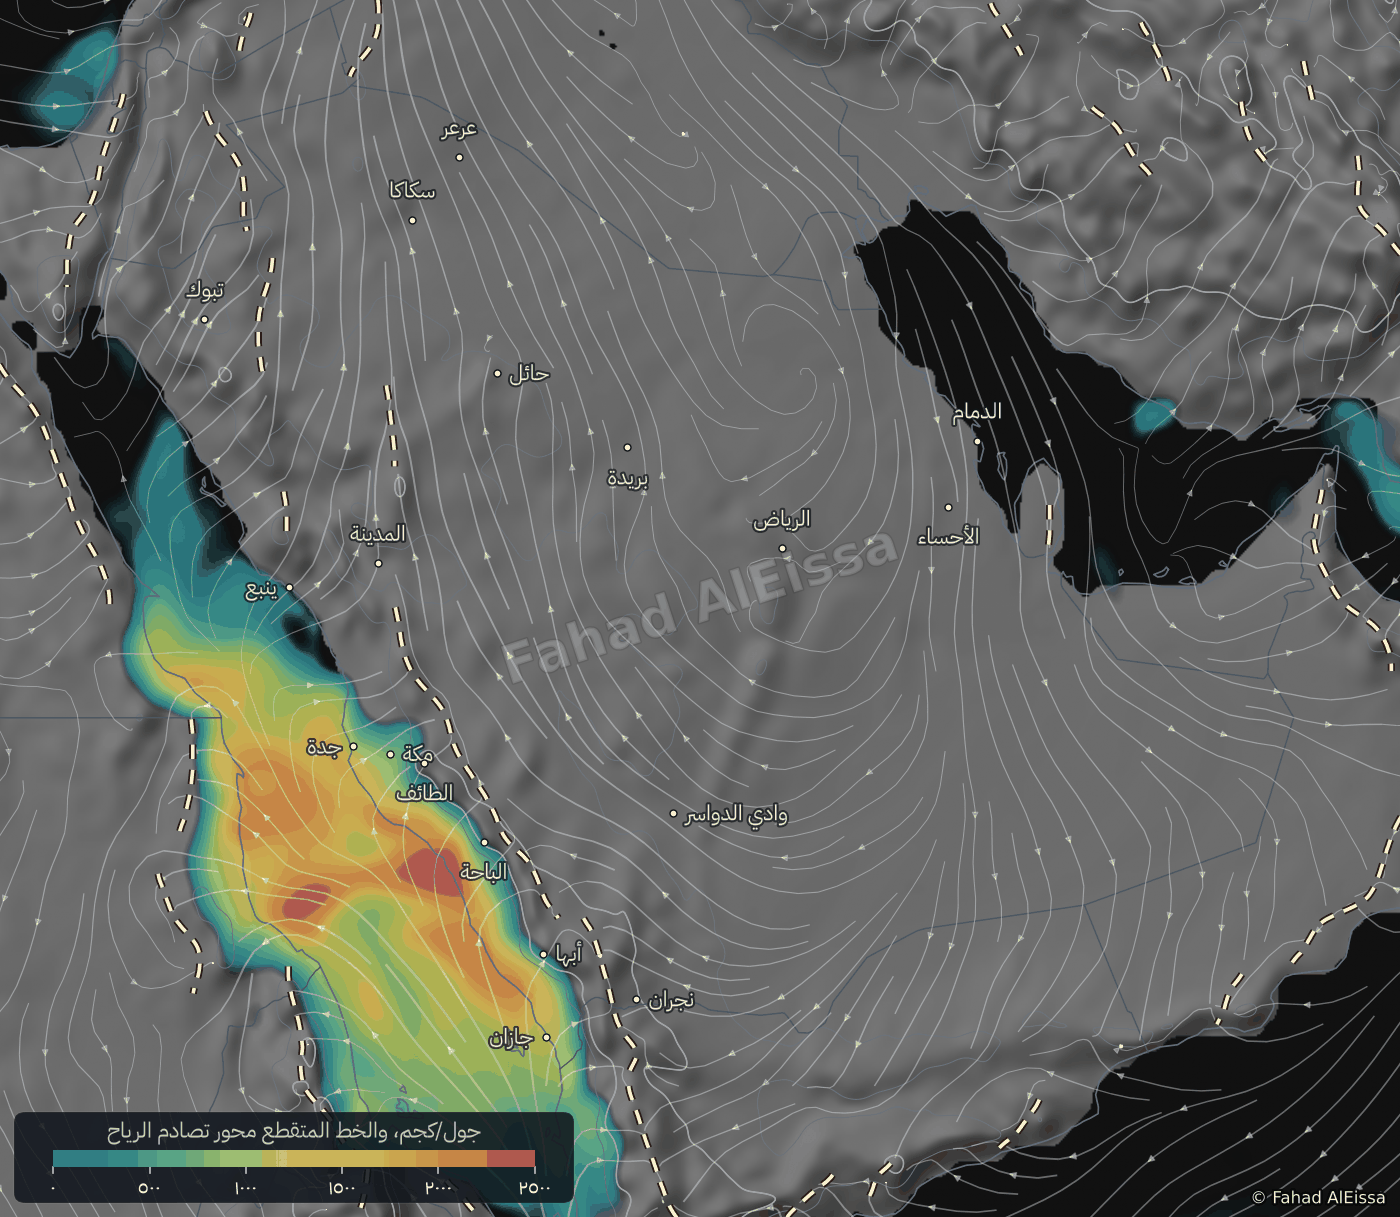 عرعر
سكاكا
تبوك
حائل
الدمام
بريدة
الرياض
الأحساء
المدينة
ينبع
Fahad AlEissa
جدة
مكة
الطائف
وادي الدواسر
الباحة
أبها
نجران
جازان
جول/كجم، والخط المتقطع محور تصادم الرياح
٠ ٥٠٠ ١٠٠٠ ١٥٠٠ ٢٠٠٠ ٢٥٠٠
© Fahad AlEissa